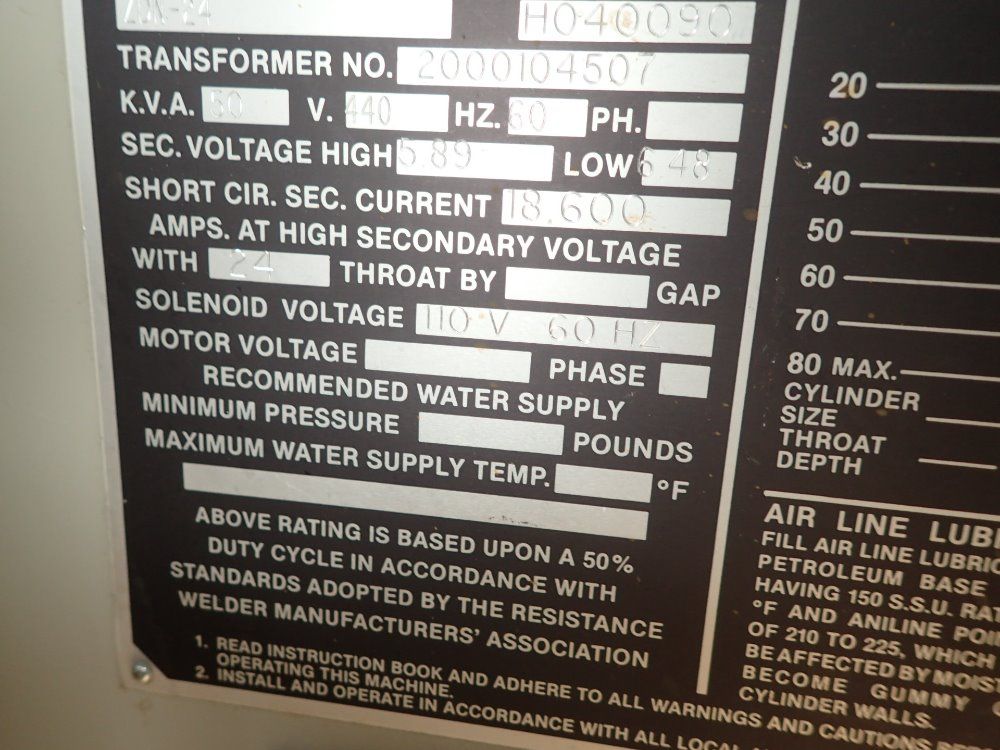 H040090
TRANSFORMER NO. 2000104507
K.V.A. 50 V. 440 HZ. 60 PH.
SEC. VOLTAGE HIGH 5.89 LOW 6.48
SHORT CIR. SEC. CURRENT 18,600
AMPS. AT HIGH SECONDARY VOLTAGE
WITH 24 THROAT BY GAP
SOLENOID VOLTAGE 110 V 60 HZ
MOTOR VOLTAGE PHASE
RECOMMENDED WATER SUPPLY
MINIMUM PRESSURE POUNDS
MAXIMUM WATER SUPPLY TEMP. °F
ABOVE RATING IS BASED UPON A 50%
DUTY CYCLE IN ACCORDANCE WITH
STANDARDS ADOPTED BY THE RESISTANCE
WELDER MANUFACTURERS' ASSOCIATION
1. READ INSTRUCTION BOOK AND ADHERE TO ALL WARNINGS AND CAUTIONS
OPERATING THIS MACHINE.
2. INSTALL AND OPERATE IN ACCORDANCE WITH ALL LOCAL
20
30
40
50
60
70
80 MAX.
CYLINDER
SIZE
THROAT
DEPTH
AIR LINE LUB
FILL AIR LINE LUBRIC
PETROLEUM BASE
HAVING 150 S.S.U. RA
°F AND ANILINE POI
OF 210 TO 225, WHICH
BE AFFECTED BY MOIS
BECOME GUMMY
CYLINDER WALLS.